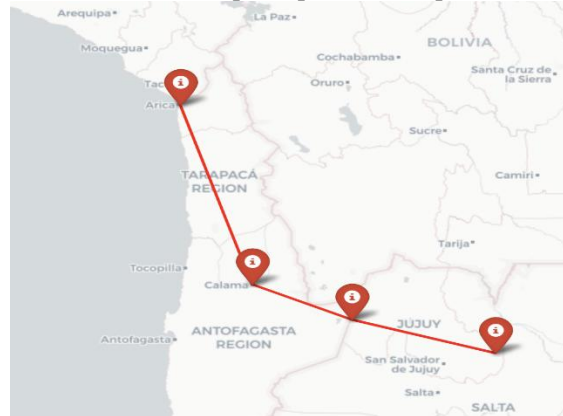 Arequipa
La Paz
Moquegua
BOLIVIA
Cochabamba
Santa Cruz de
la Sierra
Oruro
Arica
Sucre
TARAPACÁ
REGION
Camiri
Tarija
Tocopilla
Calama
ANTOFAGASTA
REGION
Antofagasta
JUJUY
San Salvador
de Jujuy
Salta
SALTA